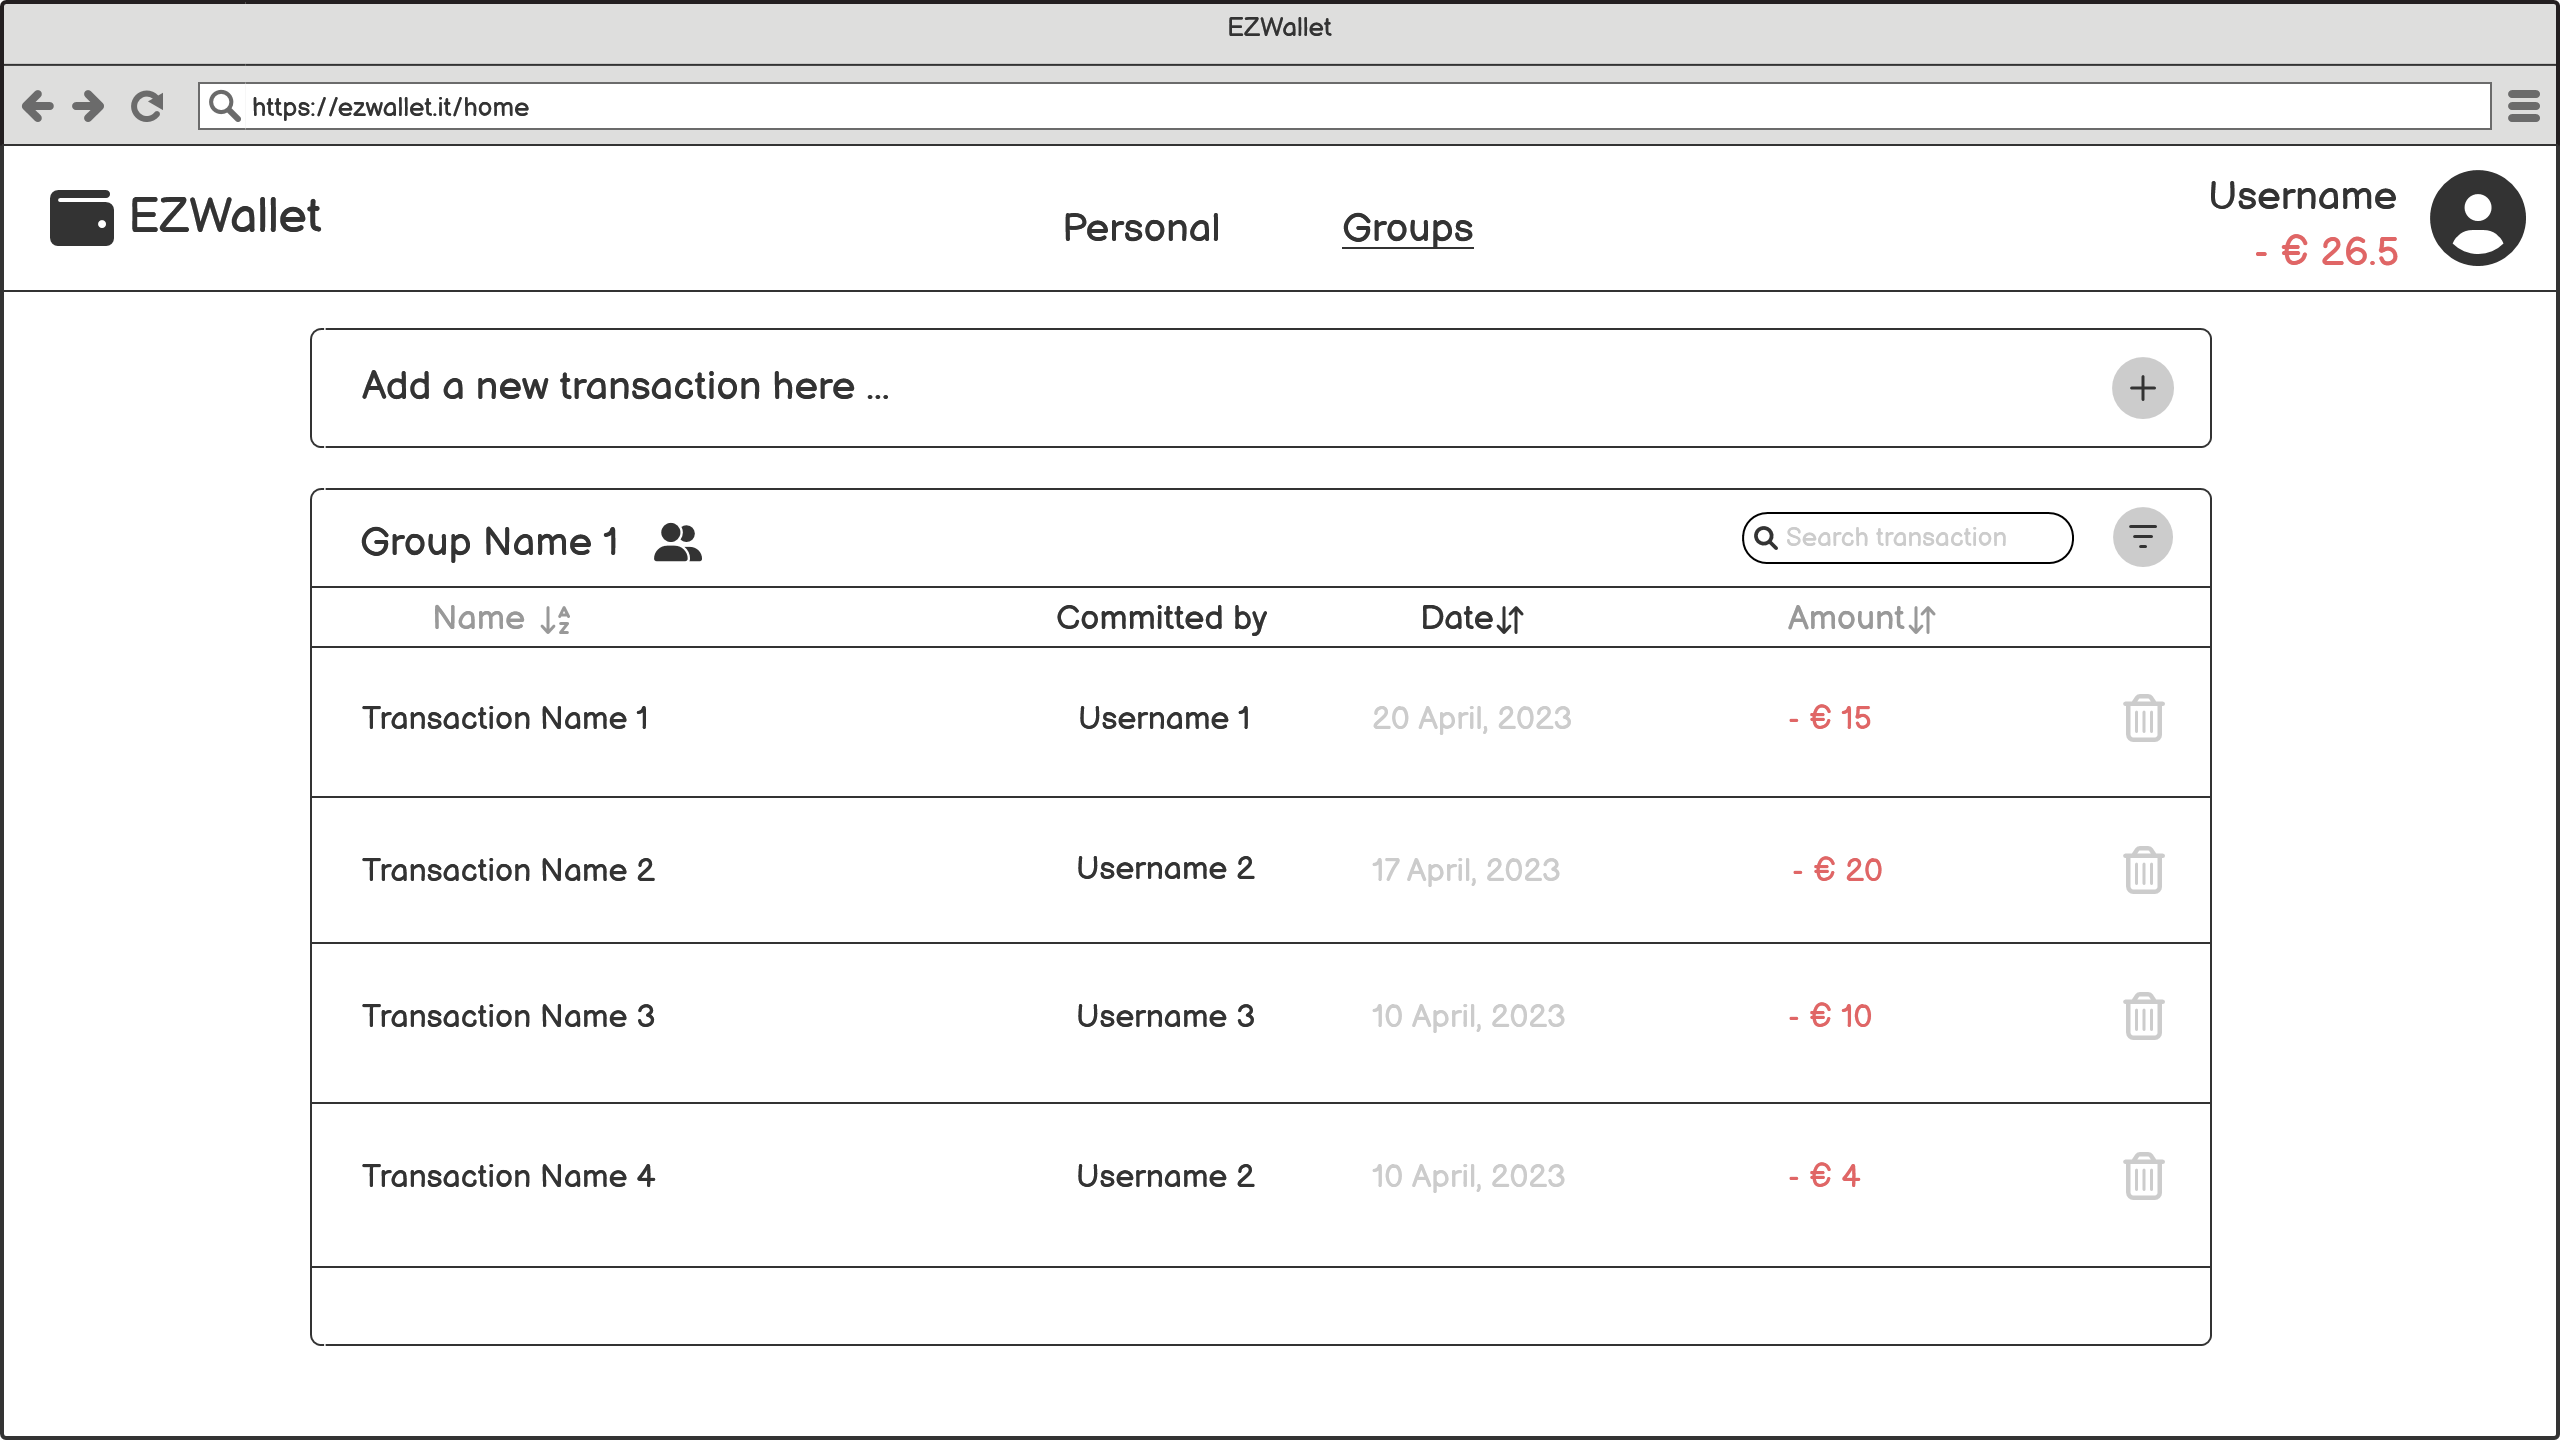 EZWallet
https://ezwallet.it/home
EZWallet
Personal
Groups
Username
- € 26.5
Add a new transaction here ...
Group Name 1
Search transaction
Name
Committed by
Date
Amount
Transaction Name 1
Username 1
20 April, 2023
- € 15
Transaction Name 2
Username 2
17 April, 2023
- € 20
Transaction Name 3
Username 3
10 April, 2023
- € 10
Transaction Name 4
Username 2
10 April, 2023
- € 4